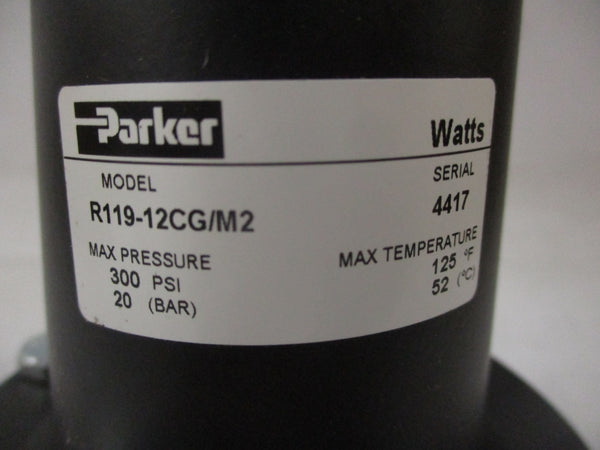 Parker
Watts
MODEL
R119-12CG/M2
SERIAL
4417
MAX PRESSURE
300 PSI
20 (BAR)
MAX TEMPERATURE
125 °F
52 (°C)